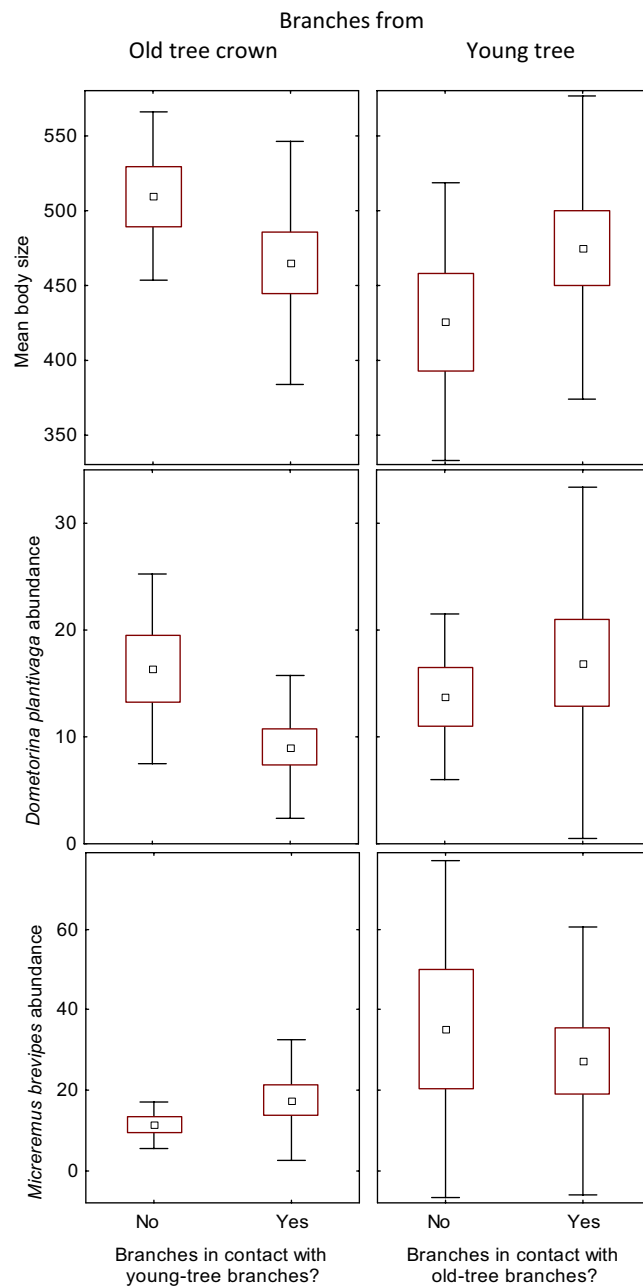 Branches from
Old tree crown
Young tree
Mean body size
550
500
450
400
350
Dometorina plantivaga abundance
30
20
10
0
Micreremus brevipes abundance
60
40
20
0
No
Yes
No
Yes
Branches in contact with
young-tree branches?
Branches in contact with
old-tree branches?